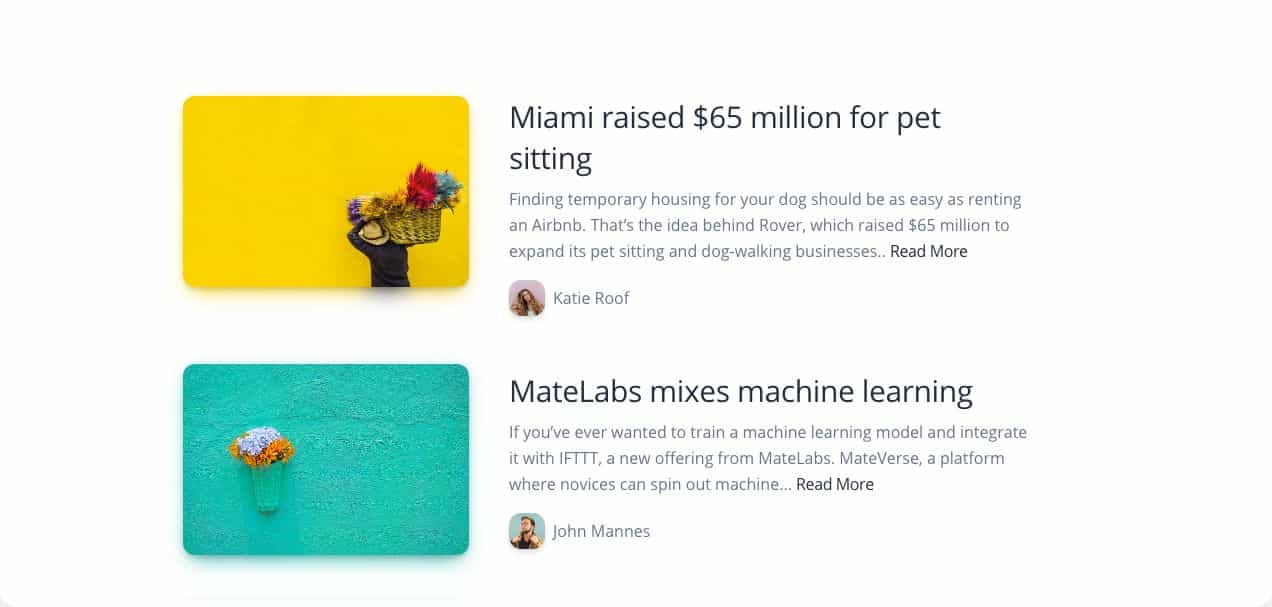 Miami raised $65 million for pet
sitting
Finding temporary housing for your dog should be as easy as renting
an Airbnb. That’s the idea behind Rover, which raised $65 million to
expand its pet sitting and dog-walking businesses.. Read More
Katie Roof
MateLabs mixes machine learning
If you’ve ever wanted to train a machine learning model and integrate
it with IFTTT, a new offering from MateLabs. MateVerse, a platform
where novices can spin out machine... Read More
John Mannes